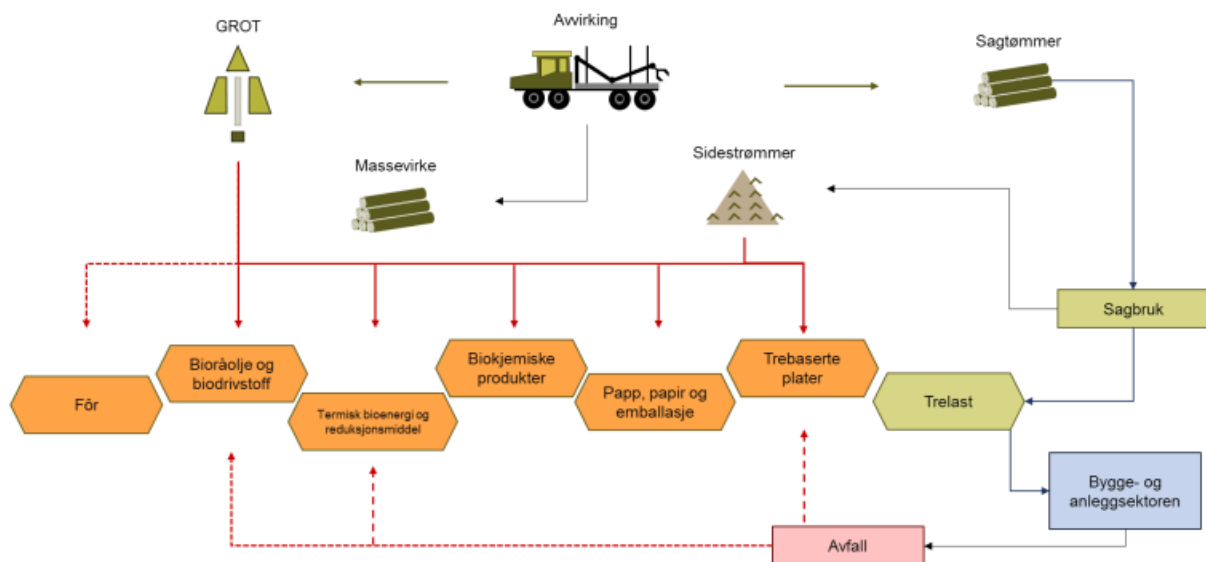 GROT
Avvirking
Sagtømmer
Massevirke
Sidestrømmer
Sagbruk
Fôr
Bioråolje og
biodrivstoff
Termisk bioenergi og
reduksjonsmiddel
Biokjemiske
produkter
Papp, papir og
emballasje
Trebaserte
plater
Trelast
Bygge- og
anleggsektoren
Avfall